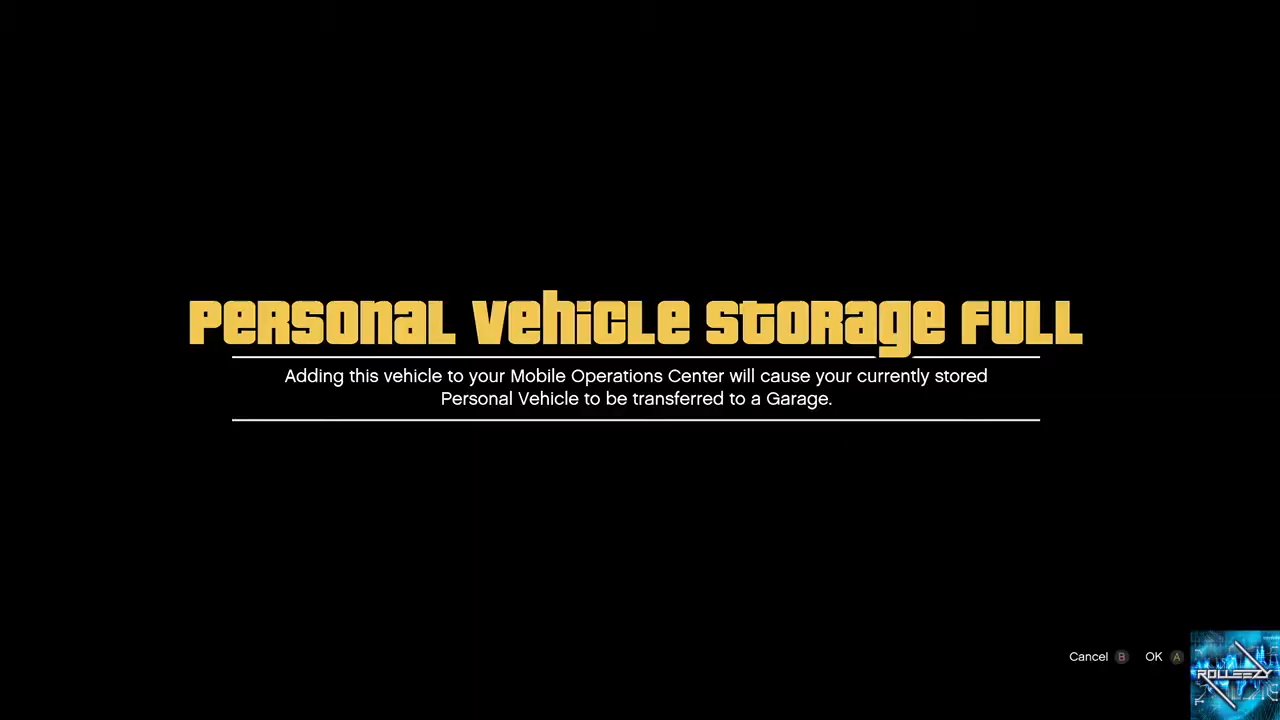 Personal Vehicle Storage Full
Adding this vehicle to your Mobile Operations Center will cause your currently stored
Personal Vehicle to be transferred to a Garage.
Cancel B OK A
ROLLEEZY